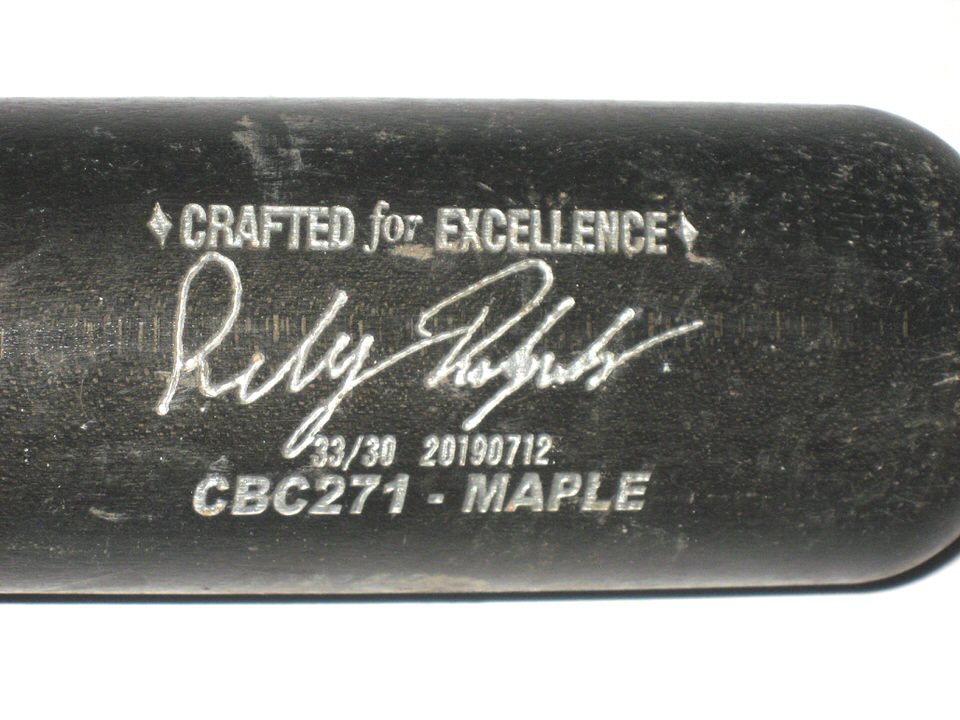 CRAFTED for EXCELLENCE
33/30 20190712
CBC271 - MAPLE